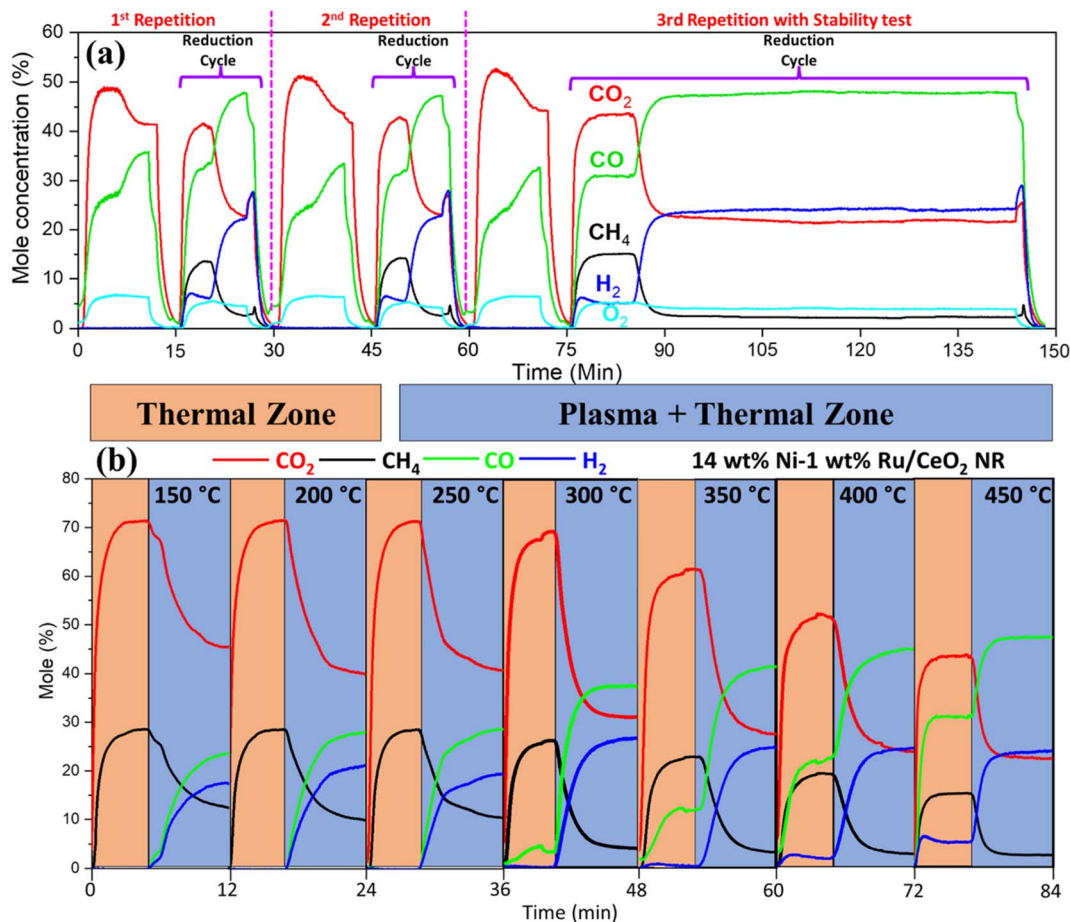 1st Repetition 2nd Repetition 3rd Repetition with Stability test
60
50
40
30
20
10
0
Mole concentration (%)
(a)
Reduction
Cycle
Reduction
Cycle
Reduction
Cycle
CO2
CO
CH4
H2
O2
0 15 30 45 60 75 90 105 120 135 150
Time (Min)
Thermal Zone
Plasma + Thermal Zone
(b)
CO2 CH4 CO H2 14 wt% Ni-1 wt% Ru/CeO2 NR
80
70
60
50
40
30
20
10
0
Mole (%)
150 °C 200 °C 250 °C 300 °C 350 °C 400 °C 450 °C
0 12 24 36 48 60 72 84
Time (min)